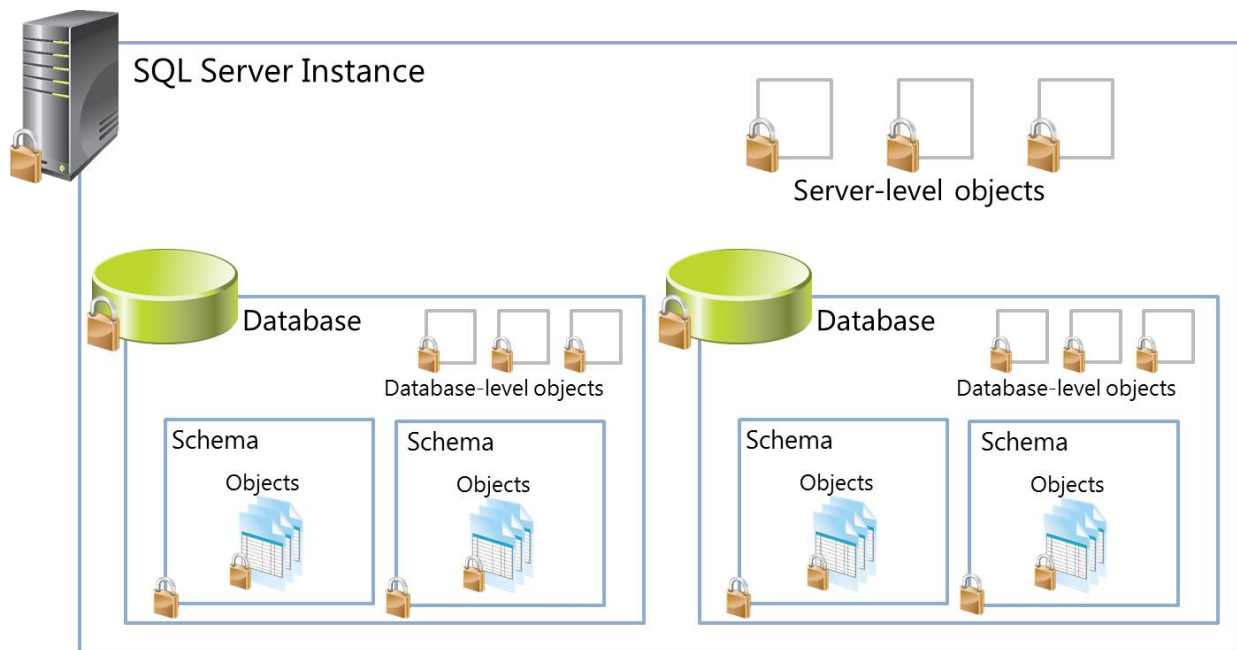 SQL Server Instance
Server-level objects
Database
Database-level objects
Schema
Objects
Schema
Objects
Database
Database-level objects
Schema
Objects
Schema
Objects